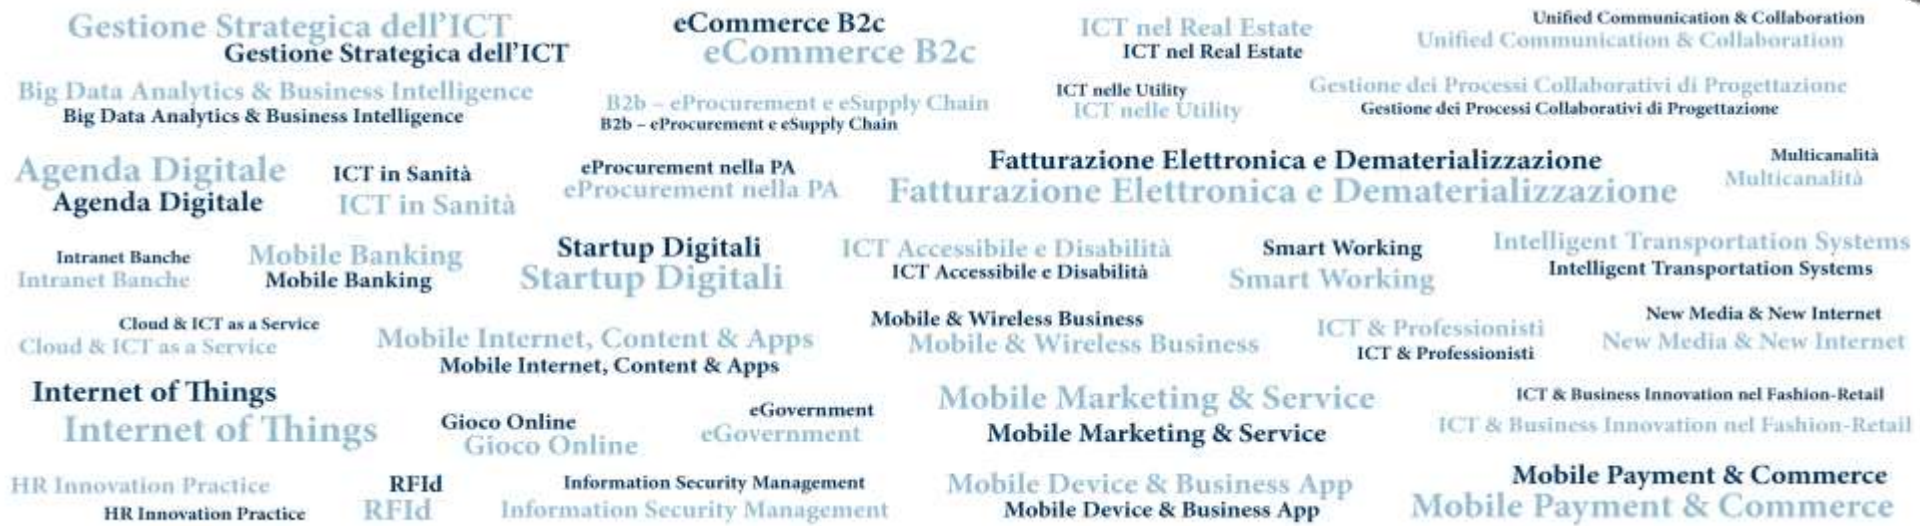 Gestione Strategica dell'ICT
Gestione Strategica dell'ICT
eCommerce B2c
eCommerce B2c
ICT nel Real Estate
ICT nel Real Estate
Unified Communication & Collaboration
Unified Communication & Collaboration
Big Data Analytics & Business Intelligence
Big Data Analytics & Business Intelligence
B2b – eProcurement e eSupply Chain
B2b – eProcurement e eSupply Chain
ICT nelle Utility
ICT nelle Utility
Gestione dei Processi Collaborativi di Progettazione
Gestione dei Processi Collaborativi di Progettazione
Agenda Digitale
Agenda Digitale
ICT in Sanità
ICT in Sanità
eProcurement nella PA
eProcurement nella PA
Fatturazione Elettronica e Dematerializzazione
Fatturazione Elettronica e Dematerializzazione
Multicanalità
Multicanalità
Intranet Banche
Intranet Banche
Mobile Banking
Mobile Banking
Startup Digitali
Startup Digitali
ICT Accessibile e Disabilità
ICT Accessibile e Disabilità
Smart Working
Smart Working
Intelligent Transportation Systems
Intelligent Transportation Systems
Cloud & ICT as a Service
Cloud & ICT as a Service
Mobile Internet, Content & Apps
Mobile Internet, Content & Apps
Mobile & Wireless Business
Mobile & Wireless Business
ICT & Professionisti
ICT & Professionisti
New Media & New Internet
New Media & New Internet
Internet of Things
Internet of Things
Gioco Online
Gioco Online
eGovernment
eGovernment
Mobile Marketing & Service
Mobile Marketing & Service
ICT & Business Innovation nel Fashion-Retail
ICT & Business Innovation nel Fashion-Retail
HR Innovation Practice
HR Innovation Practice
RFId
RFId
Information Security Management
Information Security Management
Mobile Device & Business App
Mobile Device & Business App
Mobile Payment & Commerce
Mobile Payment & Commerce